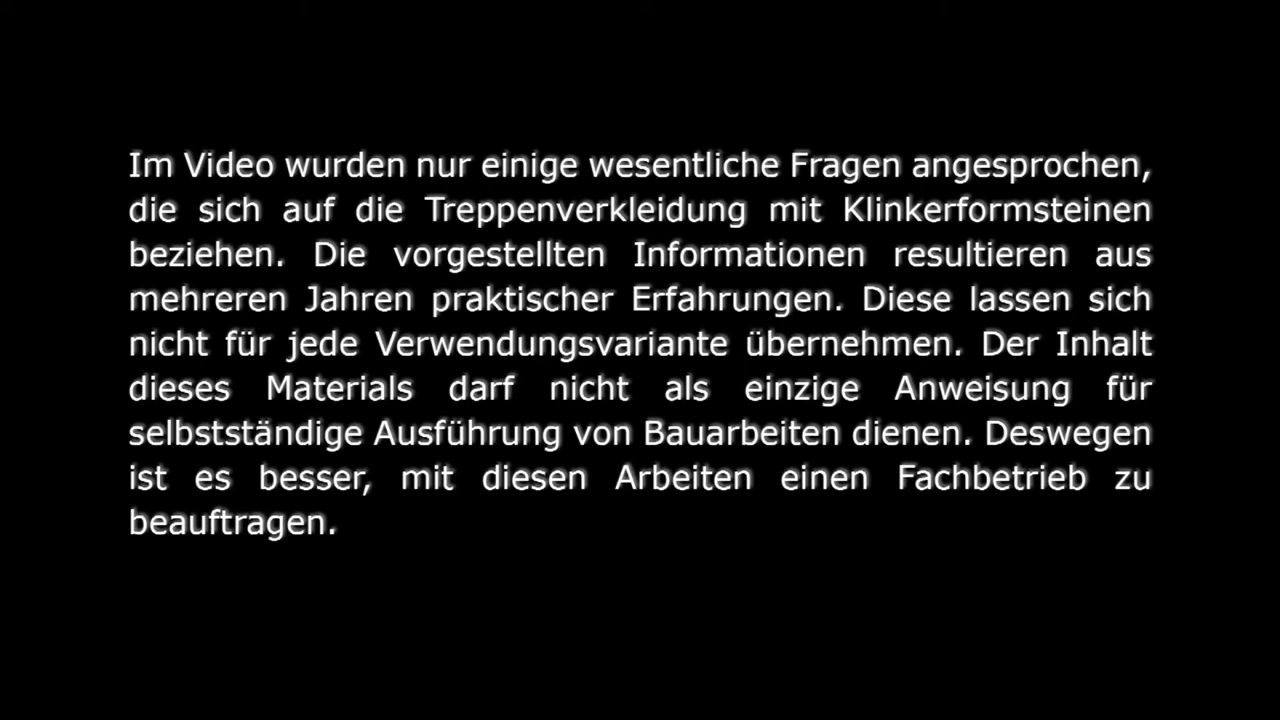 Im Video wurden nur einige wesentliche Fragen angesprochen,
die sich auf die Treppenverkleidung mit Klinkerformsteinen
beziehen. Die vorgestellten Informationen resultieren aus
mehreren Jahren praktischer Erfahrungen. Diese lassen sich
nicht für jede Verwendungsvariante übernehmen. Der Inhalt
dieses Materials darf nicht als einzige Anweisung für
selbstständige Ausführung von Bauarbeiten dienen. Deswegen
ist es besser, mit diesen Arbeiten einen Fachbetrieb zu
beauftragen.